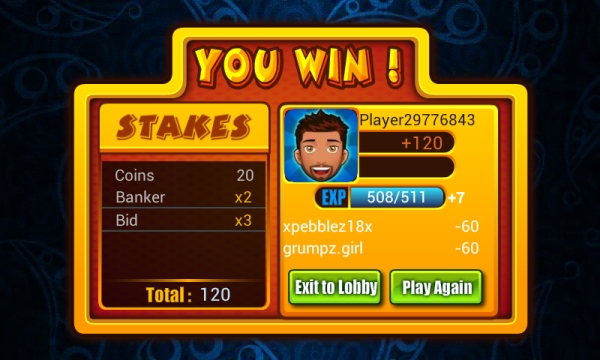 YOU WIN !
STAKES
Coins 20
Banker x2
Bid x3
Total : 120
Player29776843
+120
EXP 508/511 +7
xpebblez18x -60
grumpz.girl -60
Exit to Lobby
Play Again